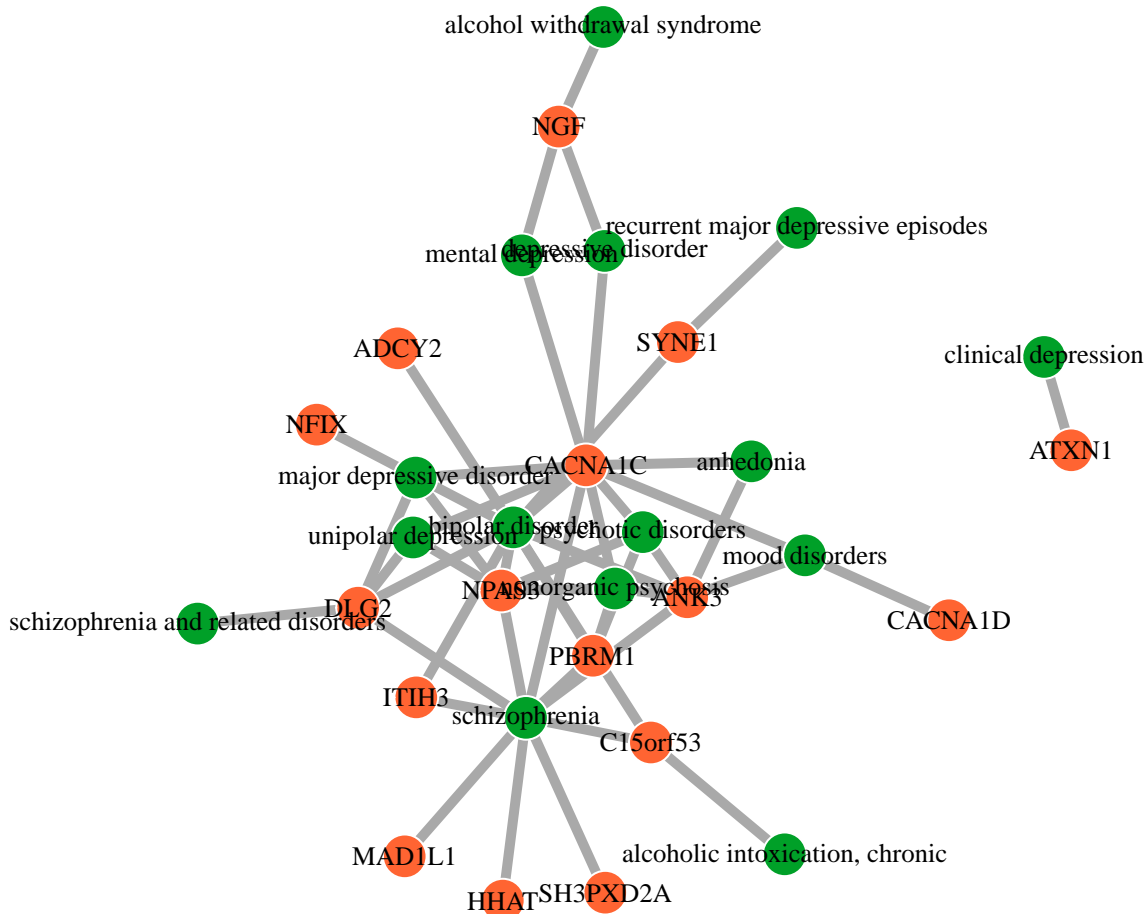 alcohol withdrawal syndrome
NGF
recurrent major depressive episodes
mental depression
depressive disorder
SYNE1
ADCY2
clinical depression
NFIX
ATXN1
CACNA1C
anhedonia
major depressive disorder
bipolar disorder
psychotic disorders
unipolar depression
mood disorders
NPAS3
nonorganic psychosis
ANK3
DLG2
schizophrenia and related disorders
CACNA1D
PBRM1
ITIH3
schizophrenia
C15orf53
MAD1L1
alcoholic intoxication, chronic
HHAT
SH3PXD2A